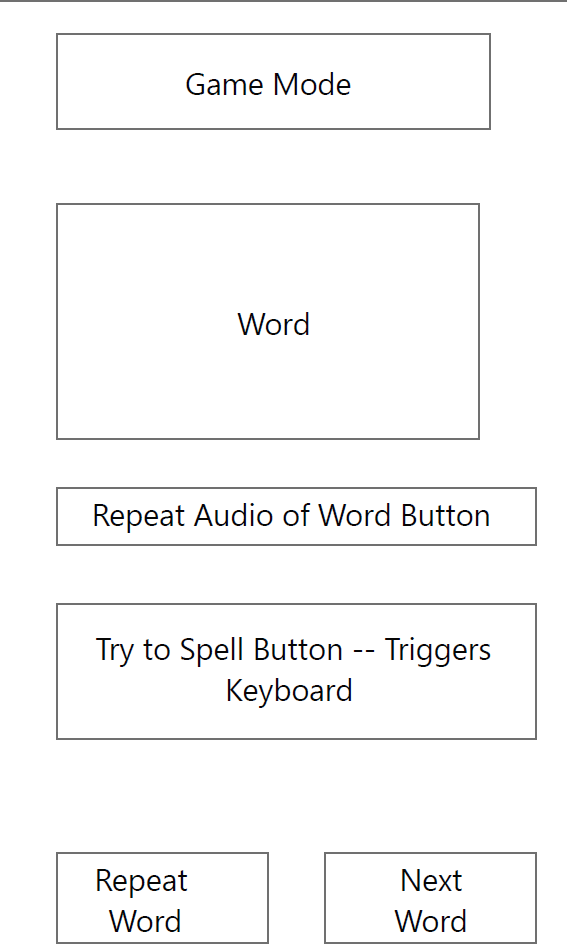 Game Mode
Word
Repeat Audio of Word Button
Try to Spell Button -- Triggers
Keyboard
Repeat
Word
Next
Word